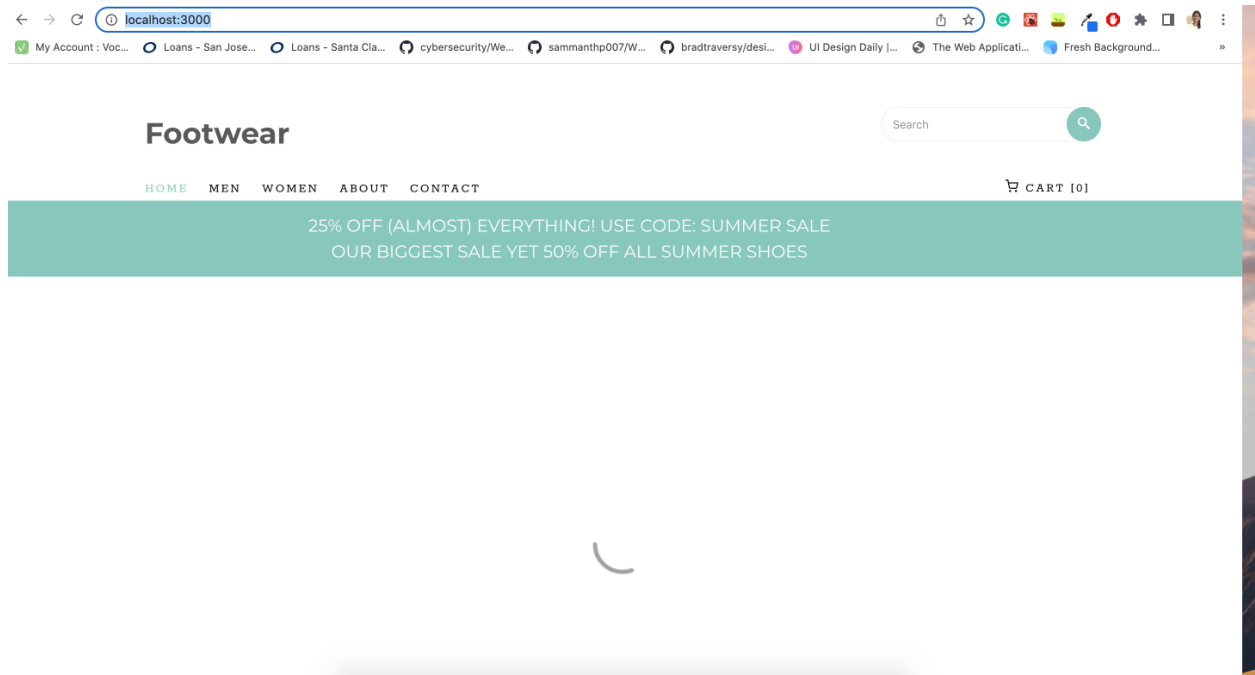 localhost:3000
My Account : Voc... Loans - San Jose... Loans - Santa Cla... cybersecurity/We... sammanthp007/W... bradtraversy/desi... UI Design Daily |... The Web Applicati... Fresh Background... »
Footwear
Search
HOME MEN WOMEN ABOUT CONTACT CART [0]
25% OFF (ALMOST) EVERYTHING! USE CODE: SUMMER SALE
OUR BIGGEST SALE YET 50% OFF ALL SUMMER SHOES